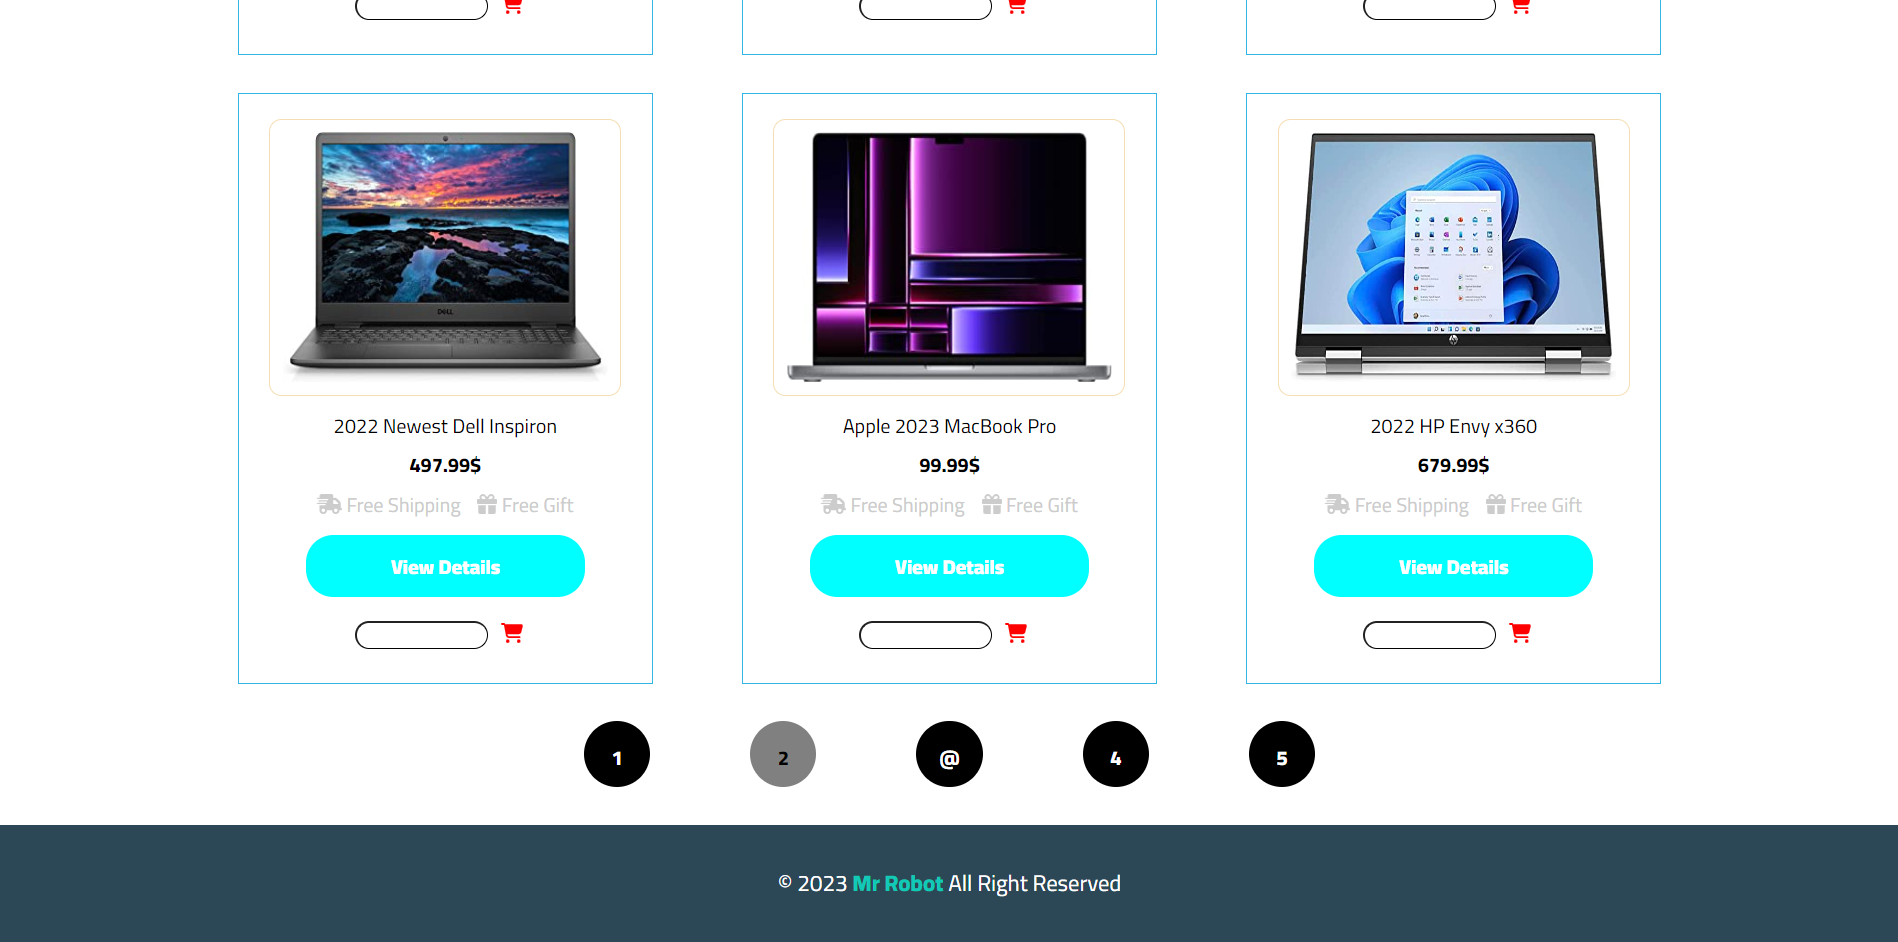 DELL
2022 Newest Dell Inspiron
497.99$
Free Shipping Free Gift
View Details
Apple 2023 MacBook Pro
99.99$
Free Shipping Free Gift
View Details
hp
2022 HP Envy x360
679.99$
Free Shipping Free Gift
View Details
1 2 @ 4 5
© 2023 Mr Robot All Right Reserved